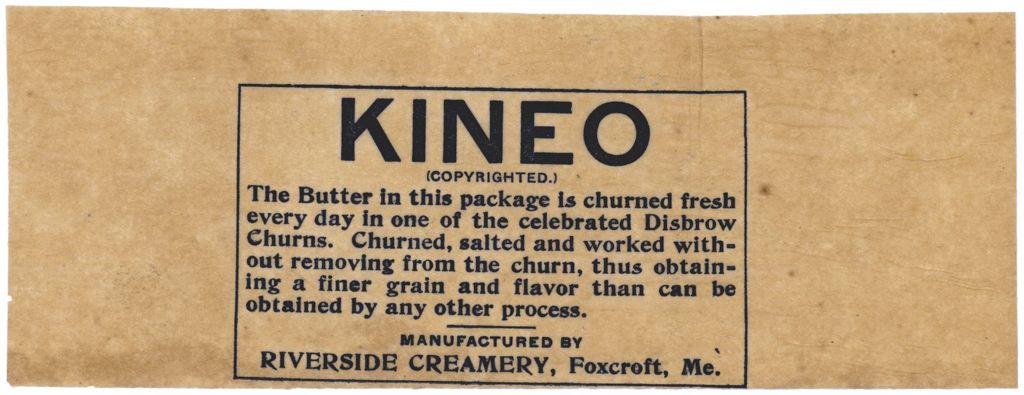 KINEO
(COPYRIGHTED.)
The Butter in this package is churned fresh
every day in one of the celebrated Disbrow
Churns. Churned, salted and worked with-
out removing from the churn, thus obtain-
ing a finer grain and flavor than can be
obtained by any other process.
MANUFACTURED BY
RIVERSIDE CREAMERY, Foxcroft, Me.